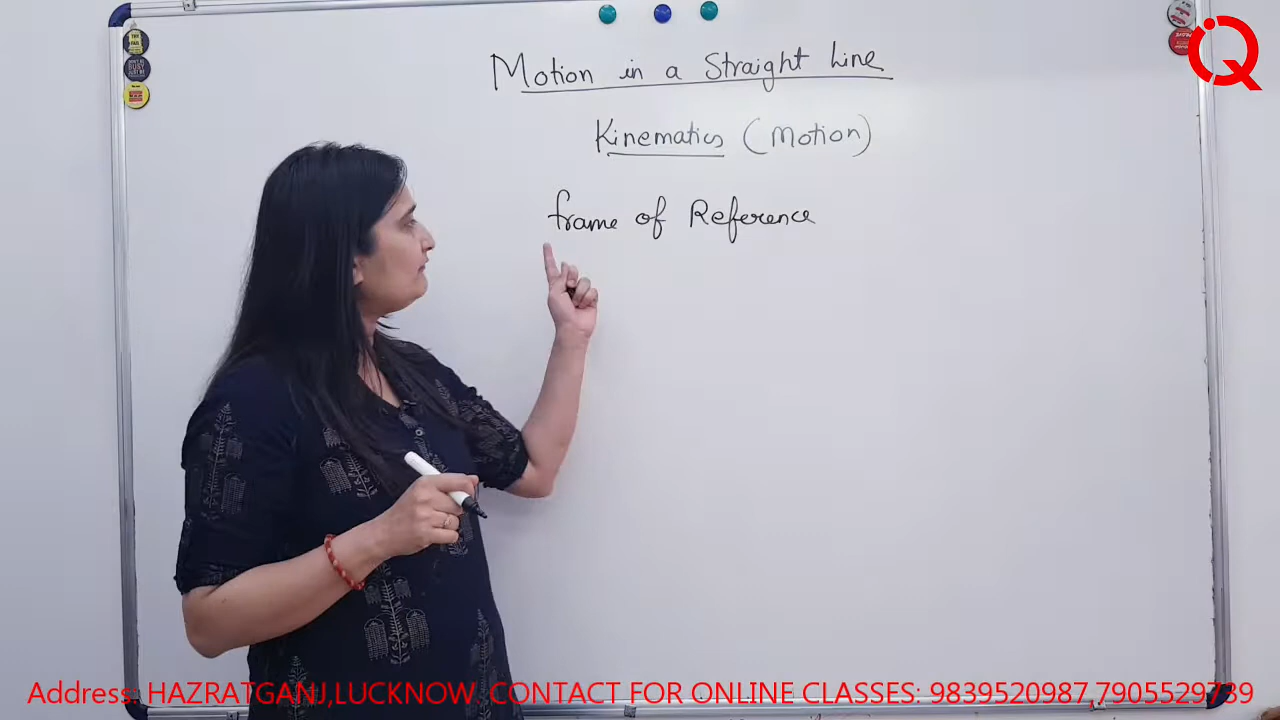 Motion in a Straight Line
Kinematics (Motion)
frame of Reference
Address: HAZRATGANJ,LUCKNOW. CONTACT FOR ONLINE CLASSES: 9839520987,7905529739